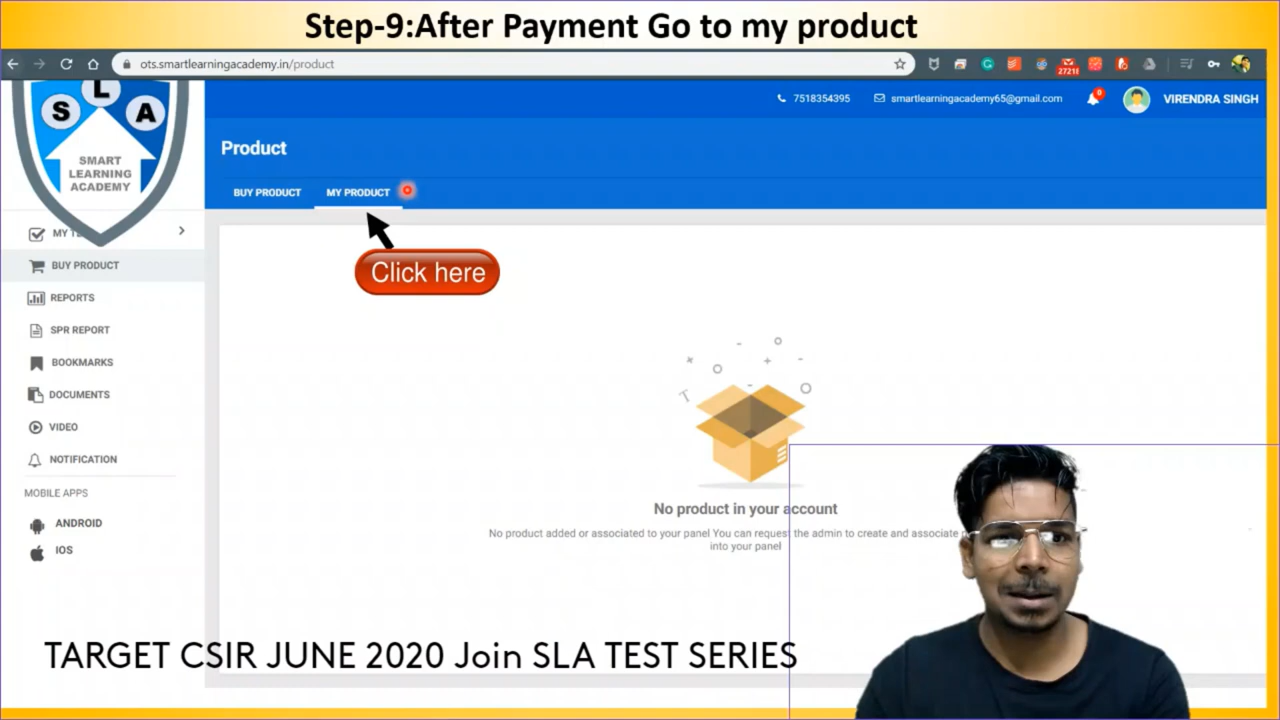 Step-9:After Payment Go to my product
ots.smartlearningacademy.in/product
27218
S L A
SMART
LEARNING
ACADEMY
7518354395
smartlearningacademy65@gmail.com
0
VIRENDRA SINGH
Product
BUY PRODUCT
MY PRODUCT
Click here
MY
BUY PRODUCT
REPORTS
SPR REPORT
BOOKMARKS
DOCUMENTS
VIDEO
NOTIFICATION
MOBILE APPS
ANDROID
IOS
No product in your account
No product added or associated to your panel You can request the admin to create and associate
into your panel
TARGET CSIR JUNE 2020 Join SLA TEST SERIES